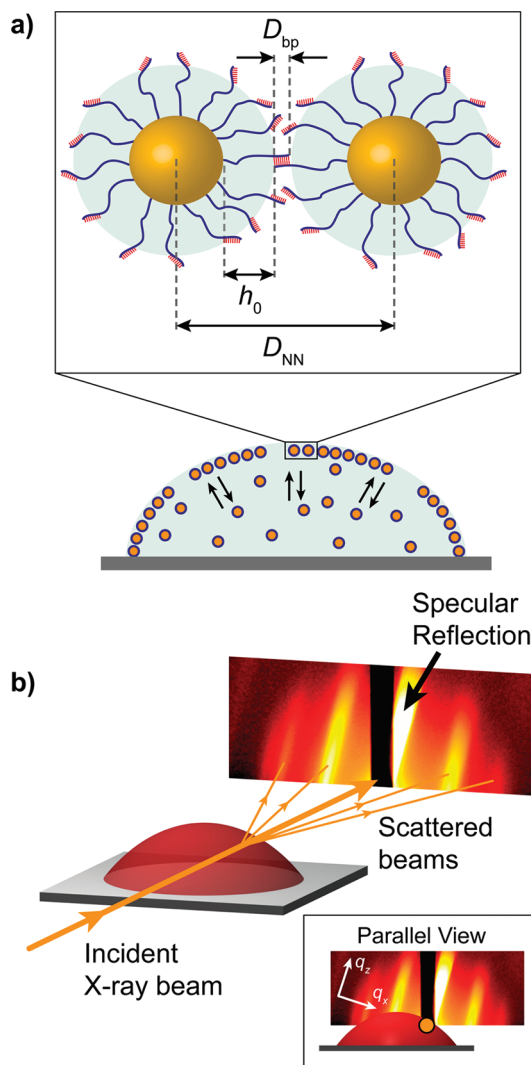 a)
D_bp
h_0
D_NN
b)
Specular
Reflection
Scattered
beams
Incident
X-ray beam
Parallel View
q_z
q_x